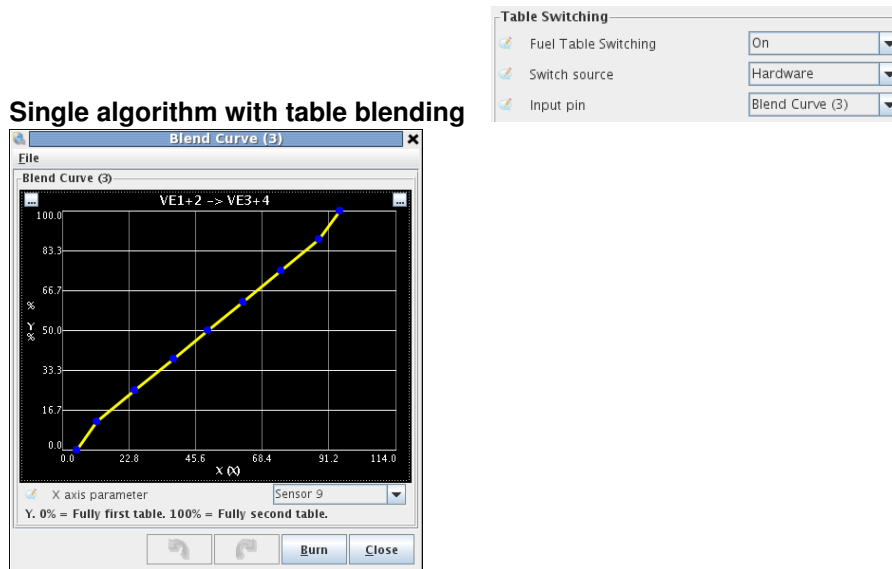 Table Switching
Fuel Table Switching On
Switch source Hardware
Input pin Blend Curve (3)
Single algorithm with table blending
Blend Curve (3)
File
Blend Curve (3)
... VE1+2 -> VE3+4 ...
100.0
83.3
66.7
%
Y
50.0
%
33.3
16.7
0.0
0.0 22.8 45.6 68.4 91.2 114.0
X (X)
X axis parameter Sensor 9
Y. 0% = Fully first table. 100% = Fully second table.
Burn Close